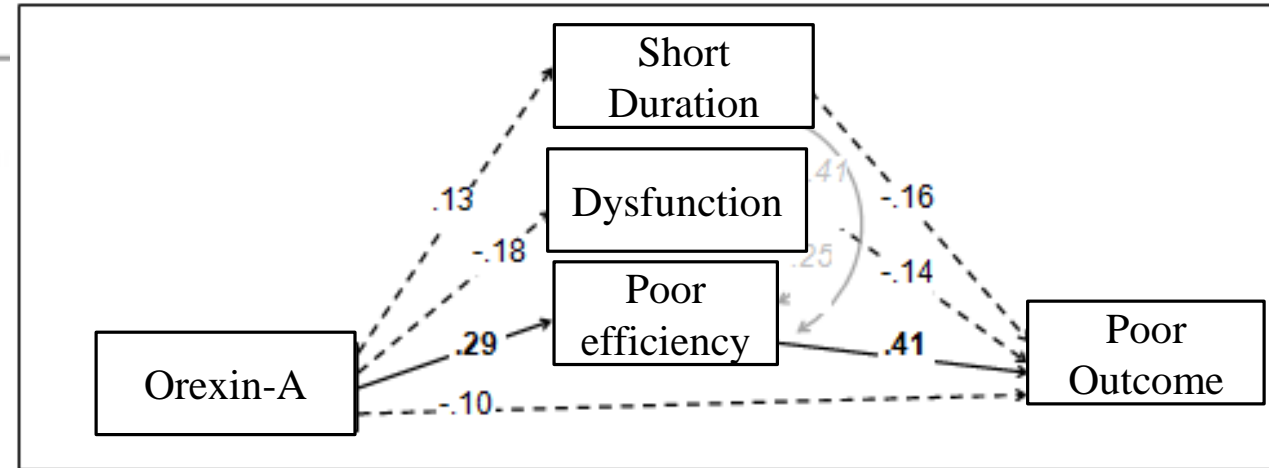 Short
Duration
.41
.13
-.16
Dysfunction
-.18
.25
-.14
Poor
efficiency
.29
.41
Poor
Outcome
Orexin-A
-.10